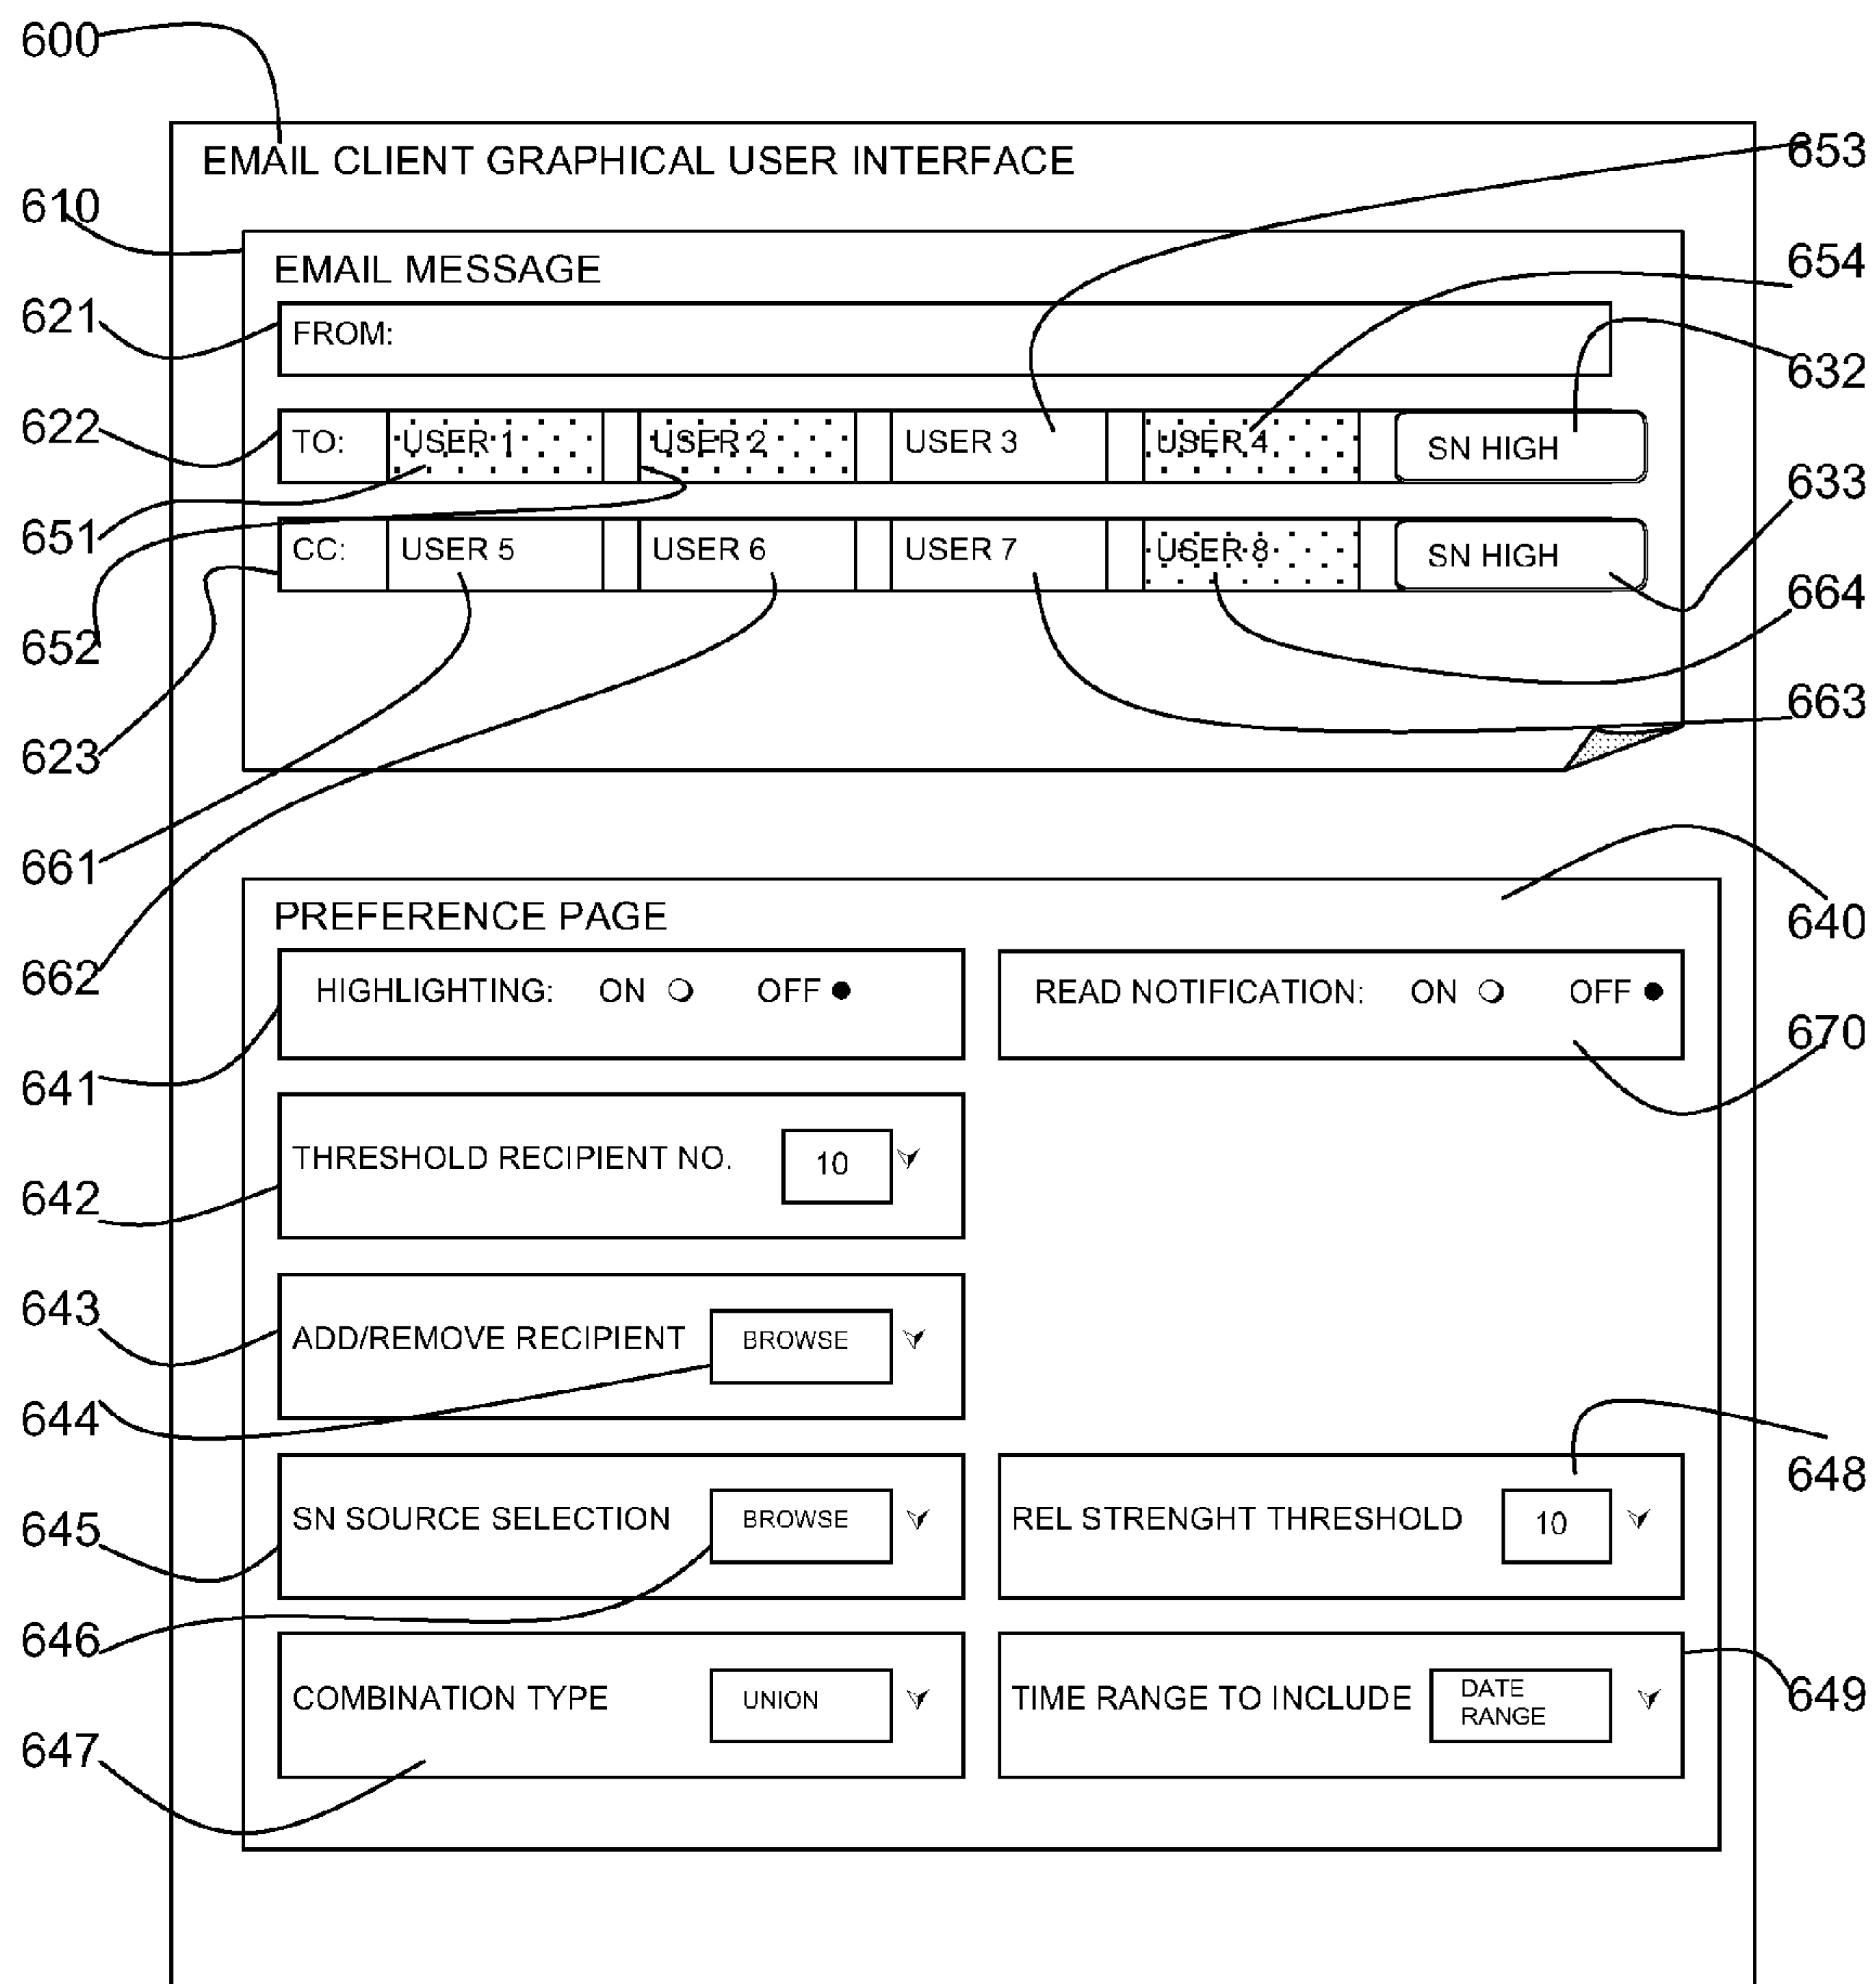 600
EMAIL CLIENT GRAPHICAL USER INTERFACE
653
610
EMAIL MESSAGE
654
621
FROM:
632
622
TO: USER 1 USER 2 USER 3 USER 4 SN HIGH
633
651
CC: USER 5 USER 6 USER 7 USER 8 SN HIGH
664
652
663
623
661
PREFERENCE PAGE
640
662
HIGHLIGHTING: ON OFF
READ NOTIFICATION: ON OFF
670
641
THRESHOLD RECIPIENT NO. 10
642
643
ADD/REMOVE RECIPIENT BROWSE
644
648
645
SN SOURCE SELECTION BROWSE
REL STRENGHT THRESHOLD 10
646
COMBINATION TYPE UNION
TIME RANGE TO INCLUDE DATE
RANGE
649
647